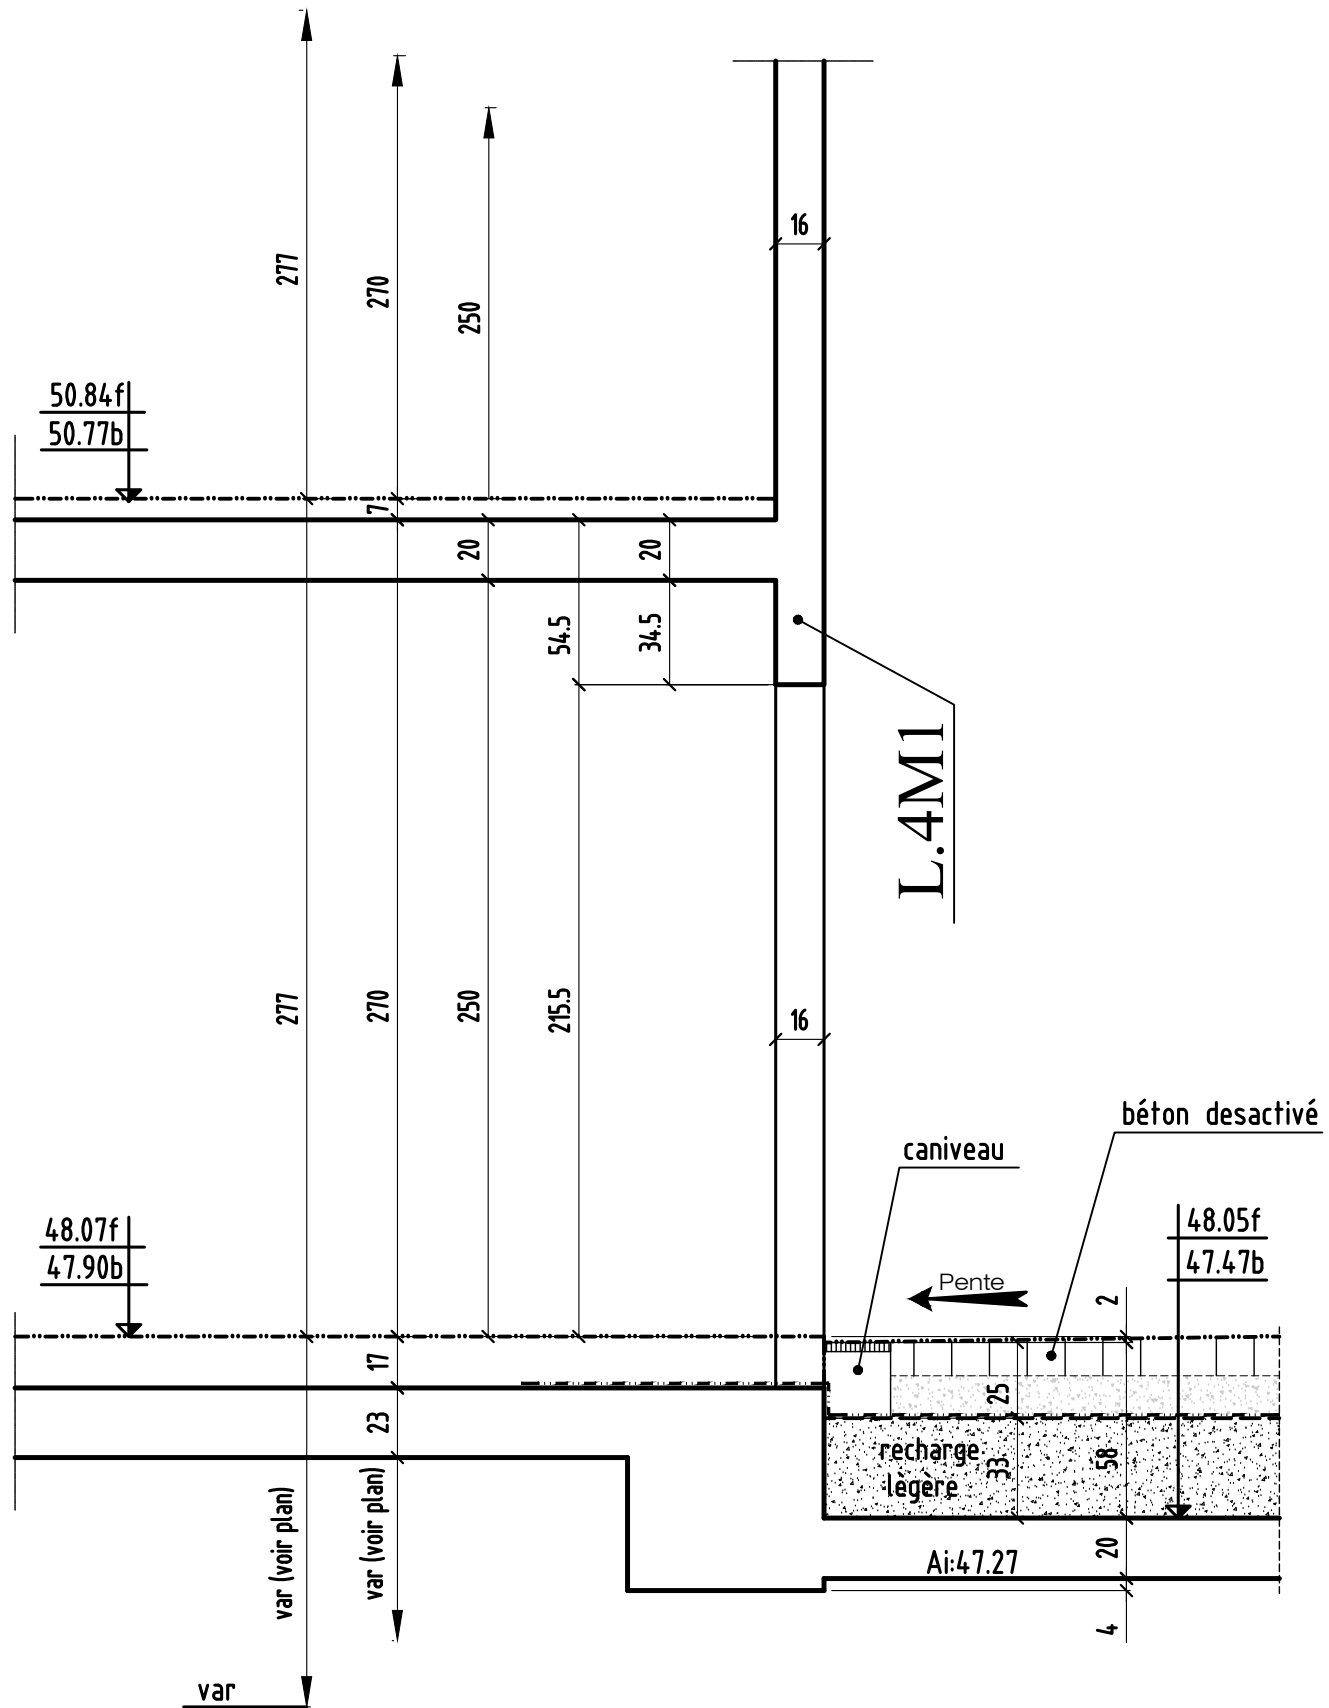 277
270
250
16
50.84f
50.77b
7
20
20
54.5
34.5
L.4M1
277
270
250
215.5
16
béton desactivé
caniveau
48.07f
47.90b
48.05f
47.47b
Pente
2
17
25
23
recharge
légère
33
58
var (voir plan)
var (voir plan)
Ai:47.27
20
4
var